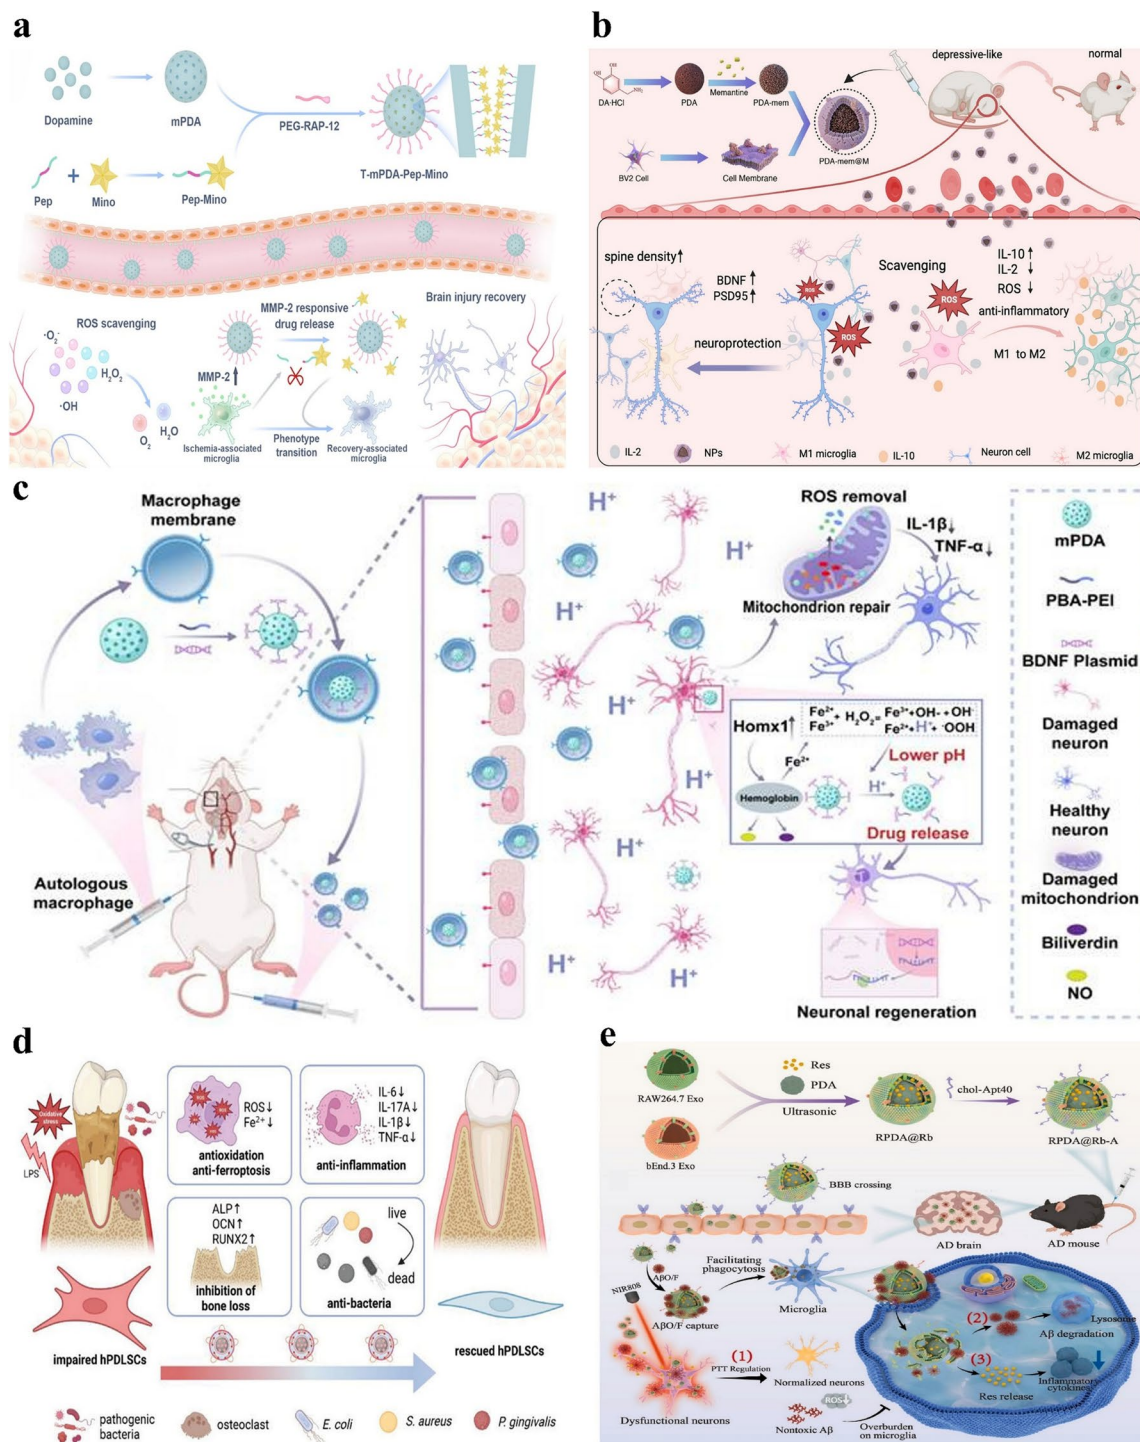 a
Dopamine
mPDA
PEG-RAP-12
T-mPDA-Pep-Mino
Pep
+
Mino
Pep-Mino
ROS scavenging
·O₂⁻
H₂O₂
·OH
O₂
H₂O
MMP-2 responsive
drug release
MMP-2
Ischemia-associated
microglia
Phenotype
transition
Recovery-associated
microglia
Brain injury recovery
b
DA·HCl
PDA
Memantine
PDA-mem
BV2 Cell
Cell Membrane
PDA-mem@M
depressive-like
normal
spine density↑
BDNF↑
PSD95↑
neuroprotection
ROS
ROS
Scavenging
ROS
IL-10↑
IL-2↓
ROS↓
anti-inflammatory
M1 to M2
IL-2
NPs
M1 microglia
IL-10
Neuron cell
M2 microglia
c
Macrophage
membrane
Autologous
macrophage
H⁺
H⁺
H⁺
H⁺
H⁺
H⁺
H⁺
H⁺
ROS removal
IL-1β↓
TNF-α↓
Mitochondrion repair
Homx1↑
Fe²⁺
Fe³⁺
+ H₂O₂=
Fe³⁺+OH- +OH
Fe²⁺+H⁺+ ·OOH
Fe²⁺
Lower pH
H⁺
Hemoglobin
Drug release
Neuronal regeneration
mPDA
PBA-PEI
BDNF Plasmid
Damaged
neuron
Healthy
neuron
Damaged
mitochondrion
Biliverdin
NO
d
Oxidative
stress
LPS
ROS↓
Fe²⁺↓
antioxidation
anti-ferroptosis
IL-6↓
IL-17A↓
IL-1β↓
TNF-α↓
anti-inflammation
ALP↑
OCN↑
RUNX2↑
inhibition of
bone loss
live
dead
anti-bacteria
impaired hPDLSCs
rescued hPDLSCs
pathogenic
bacteria
osteoclast
E. coli
S. aureus
P. gingivalis
e
RAW264.7 Exo
bEnd.3 Exo
Res
PDA
Ultrasonic
RPDA@Rb
chol-Apt40
RPDA@Rb-A
BBB crossing
AD brain
AD mouse
AβO/F
NIR808
AβO/F capture
Facilitating
phagocytosis
Microglia
(1)
PTT Regulation
Dysfunctional neurons
Normalized neurons
Nontoxic Aβ
ROS
Overburden
on microglia
(2)
Lysosome
Aβ degradation
(3)
Res release
Inflammatory
cytokines